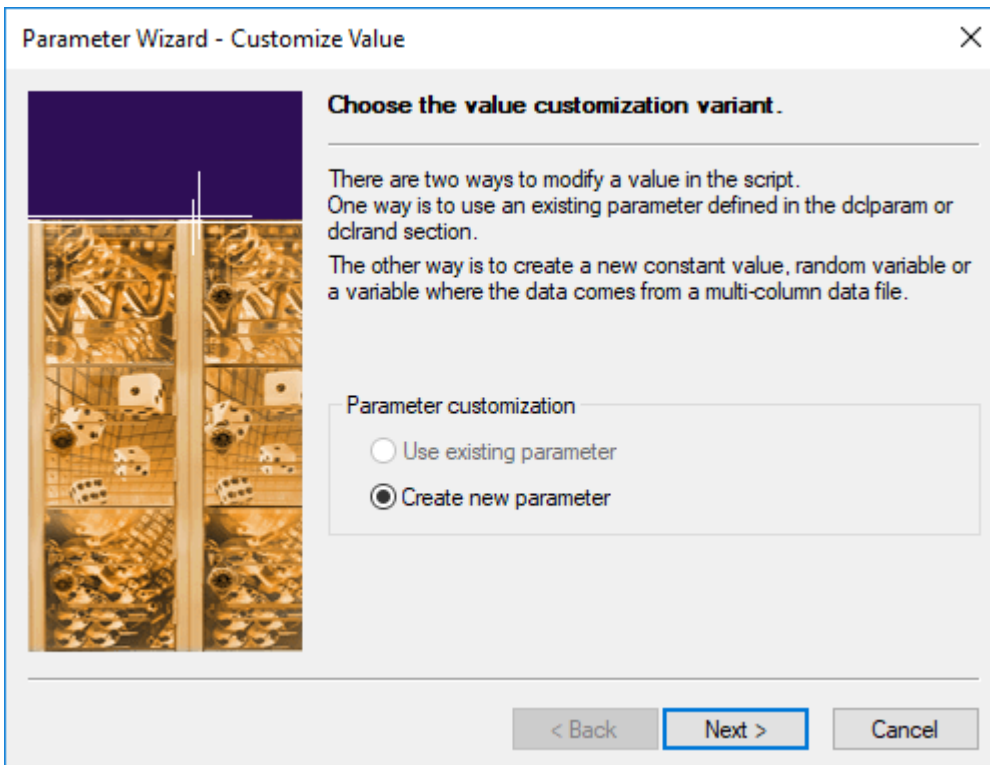 Parameter Wizard - Customize Value
Choose the value customization variant.
There are two ways to modify a value in the script.
One way is to use an existing parameter defined in the dclparam or
dclrand section.
The other way is to create a new constant value, random variable or
a variable where the data comes from a multi-column data file.
Parameter customization
Use existing parameter
Create new parameter
< Back Next > Cancel